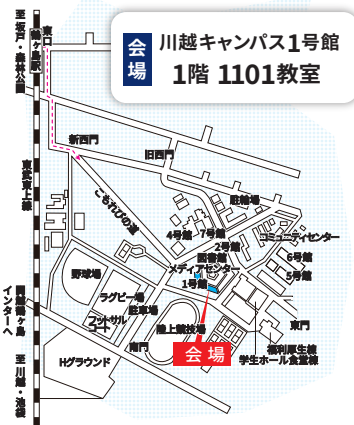 至坂戸・森林公園
東口
鶴ヶ島駅
会場
川越キャンパス1号館
1階 1101教室
新西門
旧西門
東武東上線
こもれびの道
駐輪場
4号館
7号館
2号館
コミュニティセンター
図書館
メディアセンター
6号館
5号館
1号館
野球場
ラグビー場
駐車場
フットサル
コート
陸上競技場
東門
関越鶴ヶ島
インターへ
南門
会場
福利厚生棟
学生ホール食堂棟
Hグラウンド
至川越・池袋